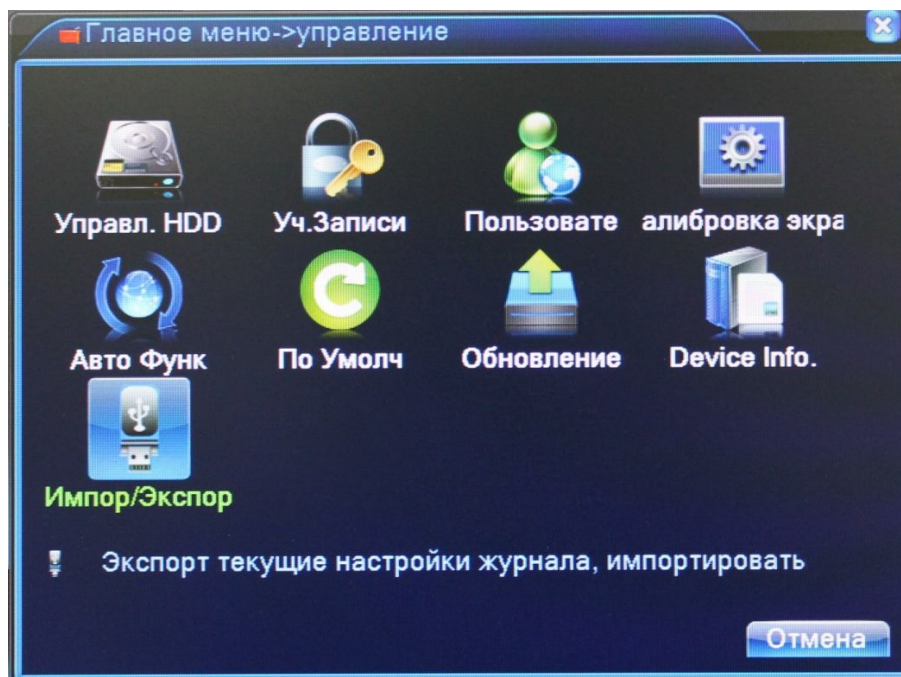 Главное меню->управление
Управл. HDD
Уч.Записи
Пользовате
алибровка экра
Авто Функ
По Умолч
Обновление
Device Info.
Импор/Экспор
Экспорт текущие настройки журнала, импортировать
Отмена